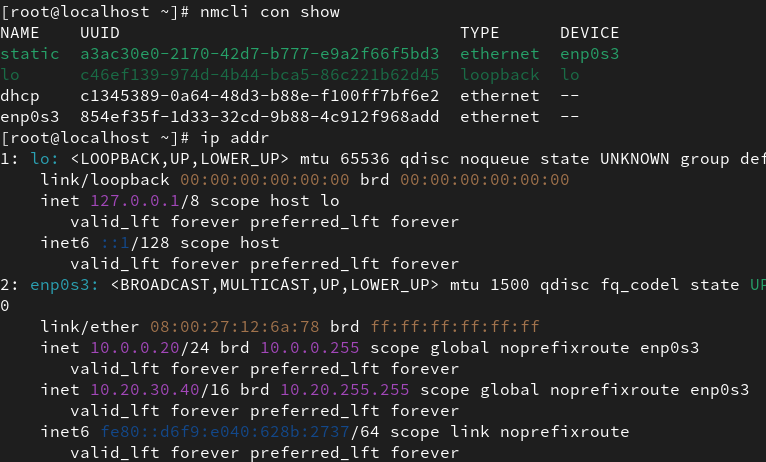 [root@localhost ~]# nmcli con show
NAME    UUID                                  TYPE      DEVICE
static  a3ac30e0-2170-42d7-b777-e9a2f66f5bd3  ethernet  enp0s3
lo      c46ef139-974d-4b44-bca5-86c221b62d45  loopback  lo
dhcp    c1345389-0a64-48d3-b88e-f100ff7bf6e2  ethernet  --
enp0s3  854ef35f-1d33-32cd-9b88-4c912f968add  ethernet  --
[root@localhost ~]# ip addr
1: lo: <LOOPBACK,UP,LOWER_UP> mtu 65536 qdisc noqueue state UNKNOWN group def
    link/loopback 00:00:00:00:00:00 brd 00:00:00:00:00:00
    inet 127.0.0.1/8 scope host lo
       valid_lft forever preferred_lft forever
    inet6 ::1/128 scope host
       valid_lft forever preferred_lft forever
2: enp0s3: <BROADCAST,MULTICAST,UP,LOWER_UP> mtu 1500 qdisc fq_codel state UP
0
    link/ether 08:00:27:12:6a:78 brd ff:ff:ff:ff:ff:ff
    inet 10.0.0.20/24 brd 10.0.0.255 scope global noprefixroute enp0s3
       valid_lft forever preferred_lft forever
    inet 10.20.30.40/16 brd 10.20.255.255 scope global noprefixroute enp0s3
       valid_lft forever preferred_lft forever
    inet6 fe80::d6f9:e040:628b:2737/64 scope link noprefixroute
       valid_lft forever preferred_lft forever